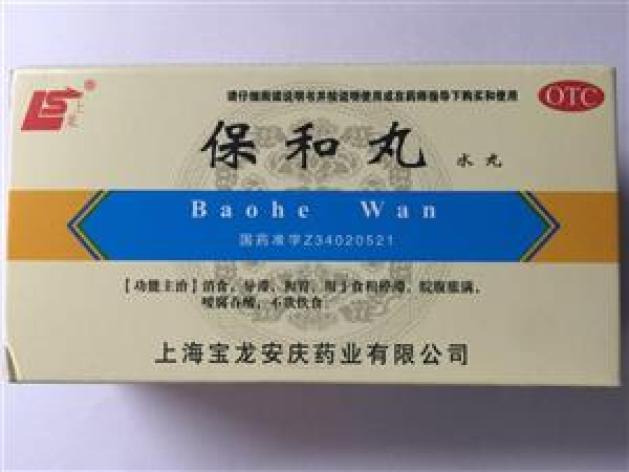 上龙
请仔细阅读说明书并按说明使用或在药师指导下购买和使用
OTC
保和丸 水丸
Baohe Wan
国药准字Z34020521
【功能主治】消食，导滞，和胃。用于食积停滞，脘腹胀满，
嗳腐吞酸，不欲饮食。
上海宝龙安庆药业有限公司